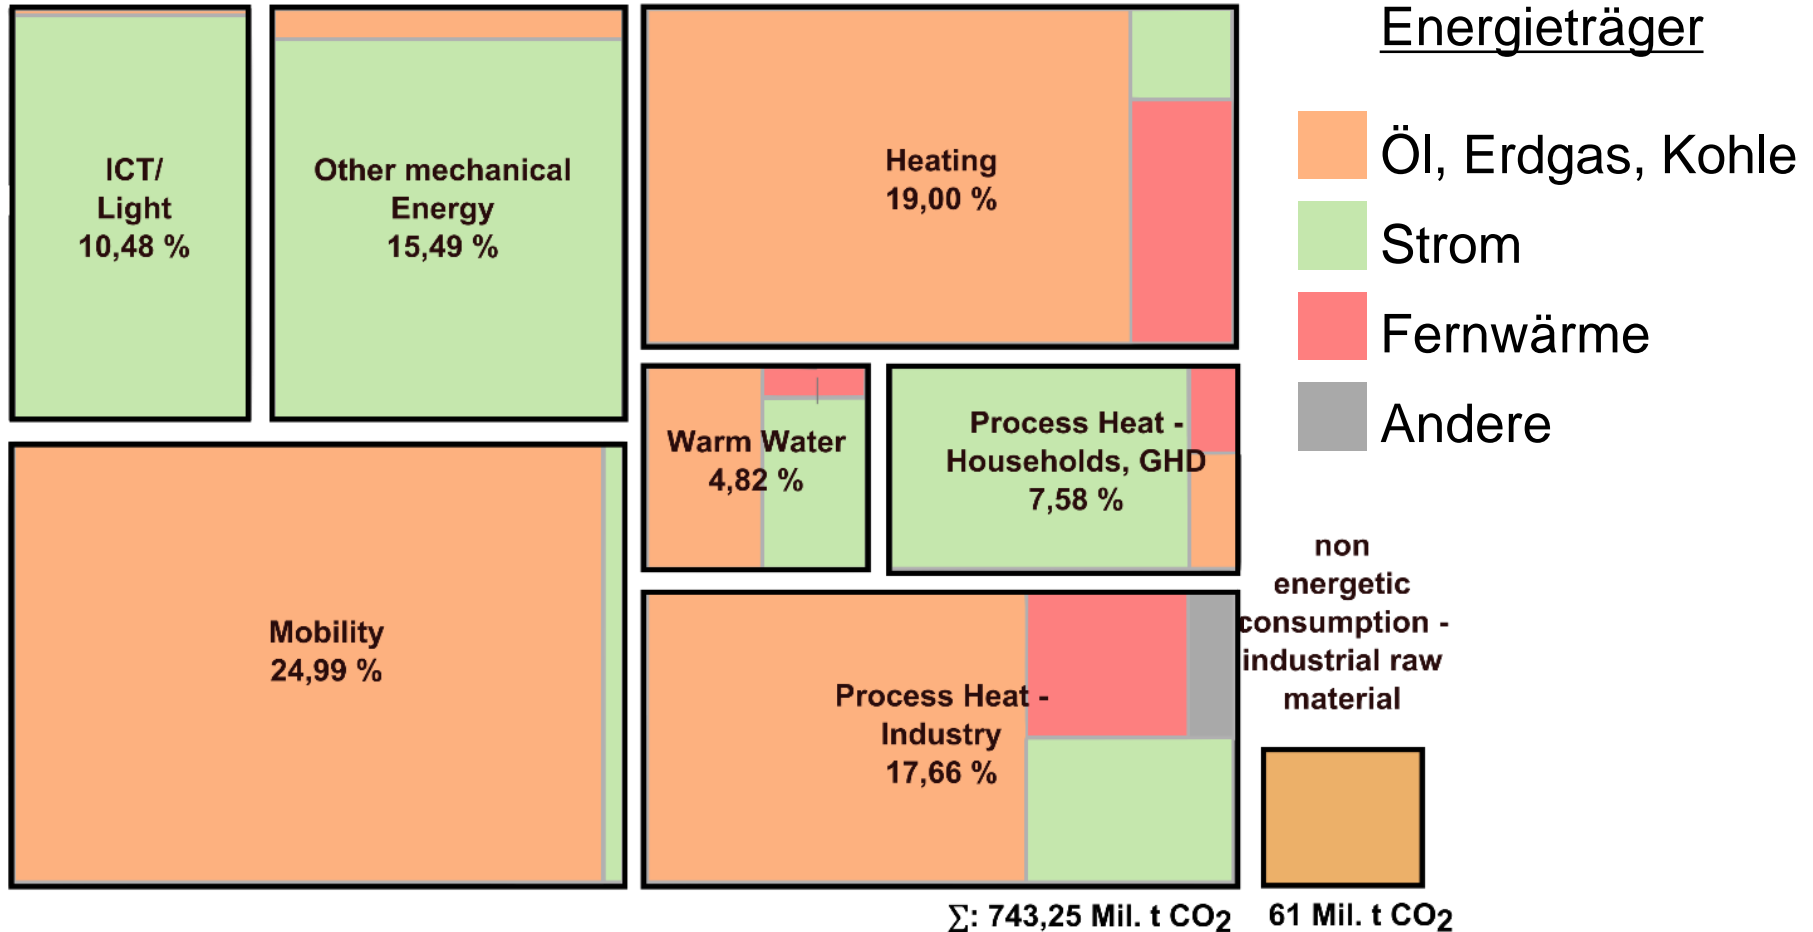 ICT/
Light
10,48 %
Other mechanical
Energy
15,49 %
Heating
19,00 %
Energieträger
Öl, Erdgas, Kohle
Strom
Fernwärme
Andere
Warm Water
4,82 %
Process Heat -
Households, GHD
7,58 %
Mobility
24,99 %
Process Heat -
Industry
17,66 %
non
energetic
consumption -
industrial raw
material
∑: 743,25 Mil. t CO2
61 Mil. t CO2